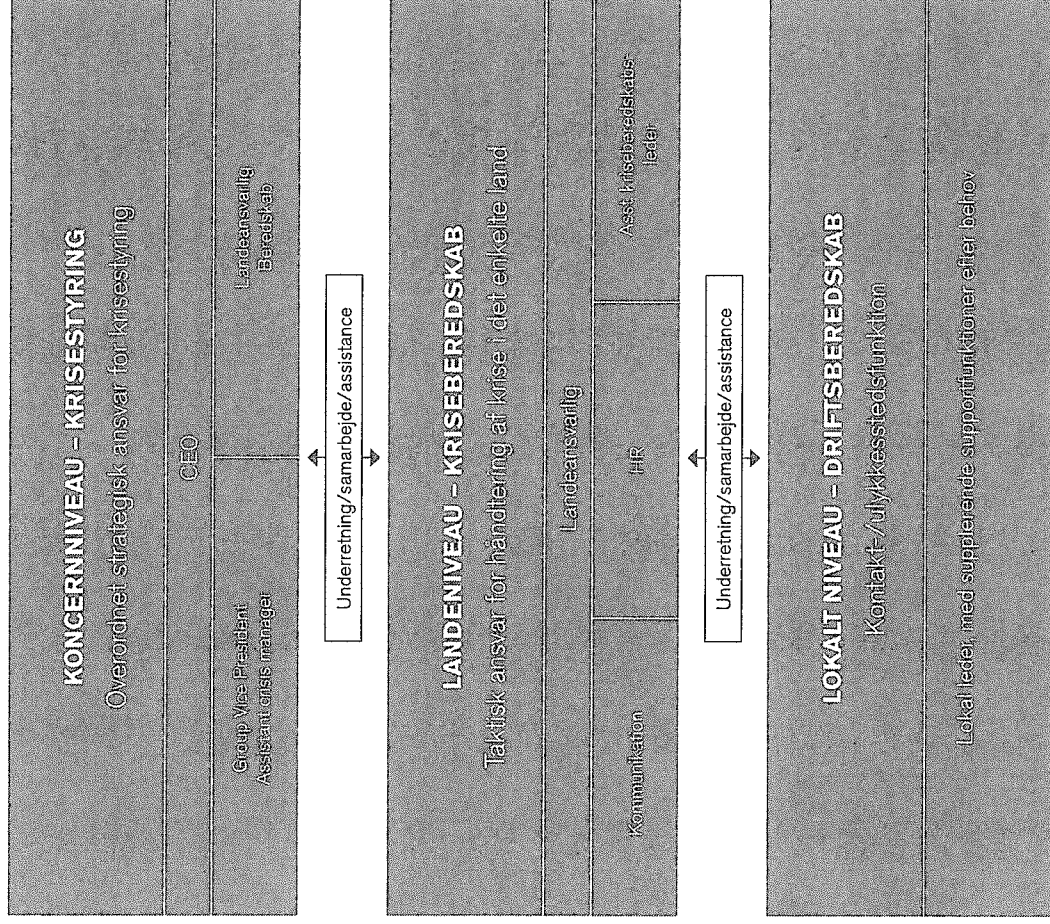 KONCERNNIVEAU – KRISESTYRING
Overordnet strategisk ansvar for krisestyring
CEO
Group Vice President
Assistant crisis manager
Landeansvarlig
Beredskab
Underretning/samarbejde/assistance
LANDENIVEAU – KRISEBEREDSKAB
Taktisk ansvar for håndtering af krise i det enkelte land
Landeansvarlig
Kommunikation
HR
Asst. kriseberedskabs-
leder
Underretning/samarbejde/assistance
LOKALT NIVEAU – DRIFTSBEREDSKAB
Kontakt-/ulykkesstedsfunktion
Lokal leder, med supplerende supportfunktioner efter behov